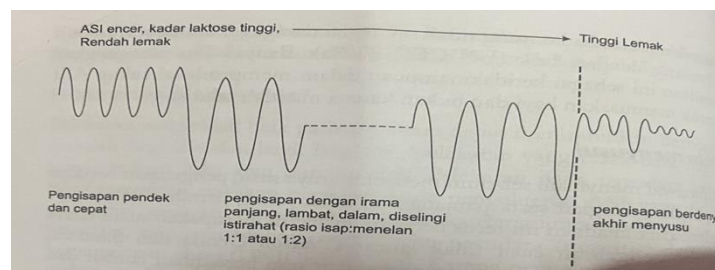 ASI encer, kadar laktose tinggi,
Rendah lemak
Tinggi Lemak
Pengisapan pendek
dan cepat
pengisapan dengan irama
panjang, lambat, dalam, diselingi
istirahat (rasio isap:menelan
1:1 atau 1:2)
pengisapan
akhir menyusu